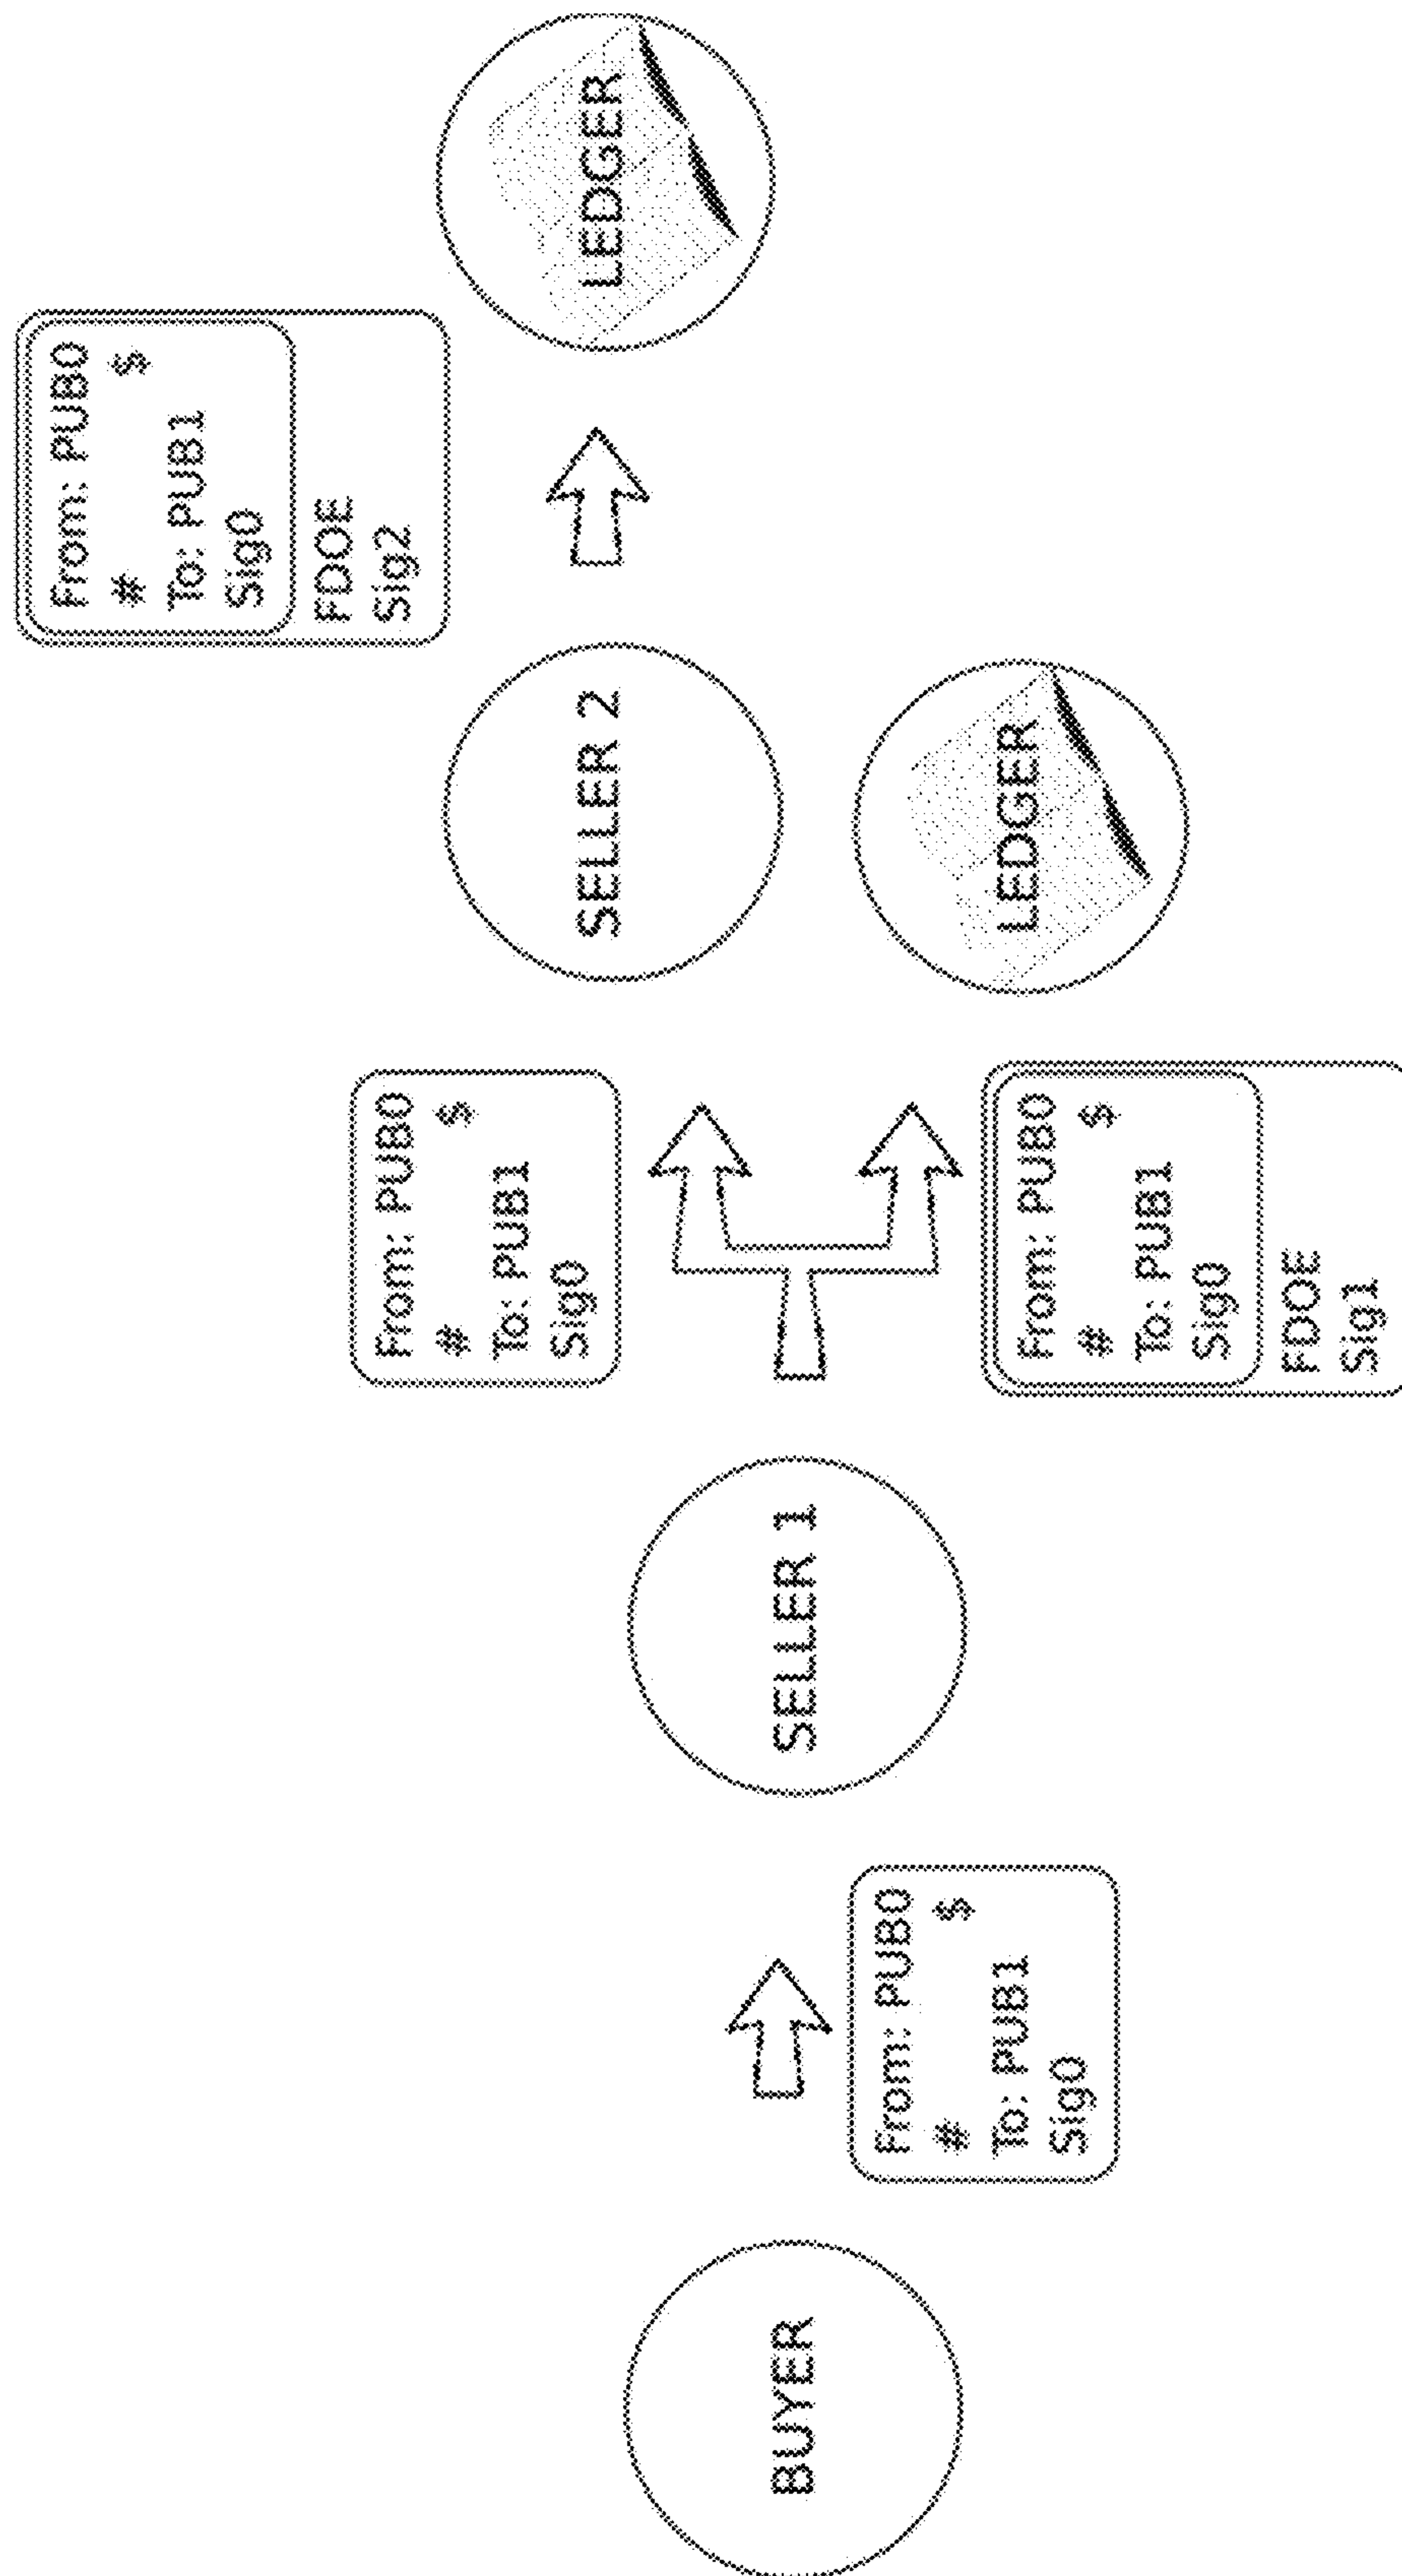 BUYER
From: PUB0
# $
To: PUB1
Sig0
SELLER 1
From: PUB0
# $
To: PUB1
Sig0
From: PUB0
# $
To: PUB1
Sig0
FDOE
Sig1
SELLER 2
LEDGER
From: PUB0
# $
To: PUB1
Sig0
FDOE
Sig2
LEDGER